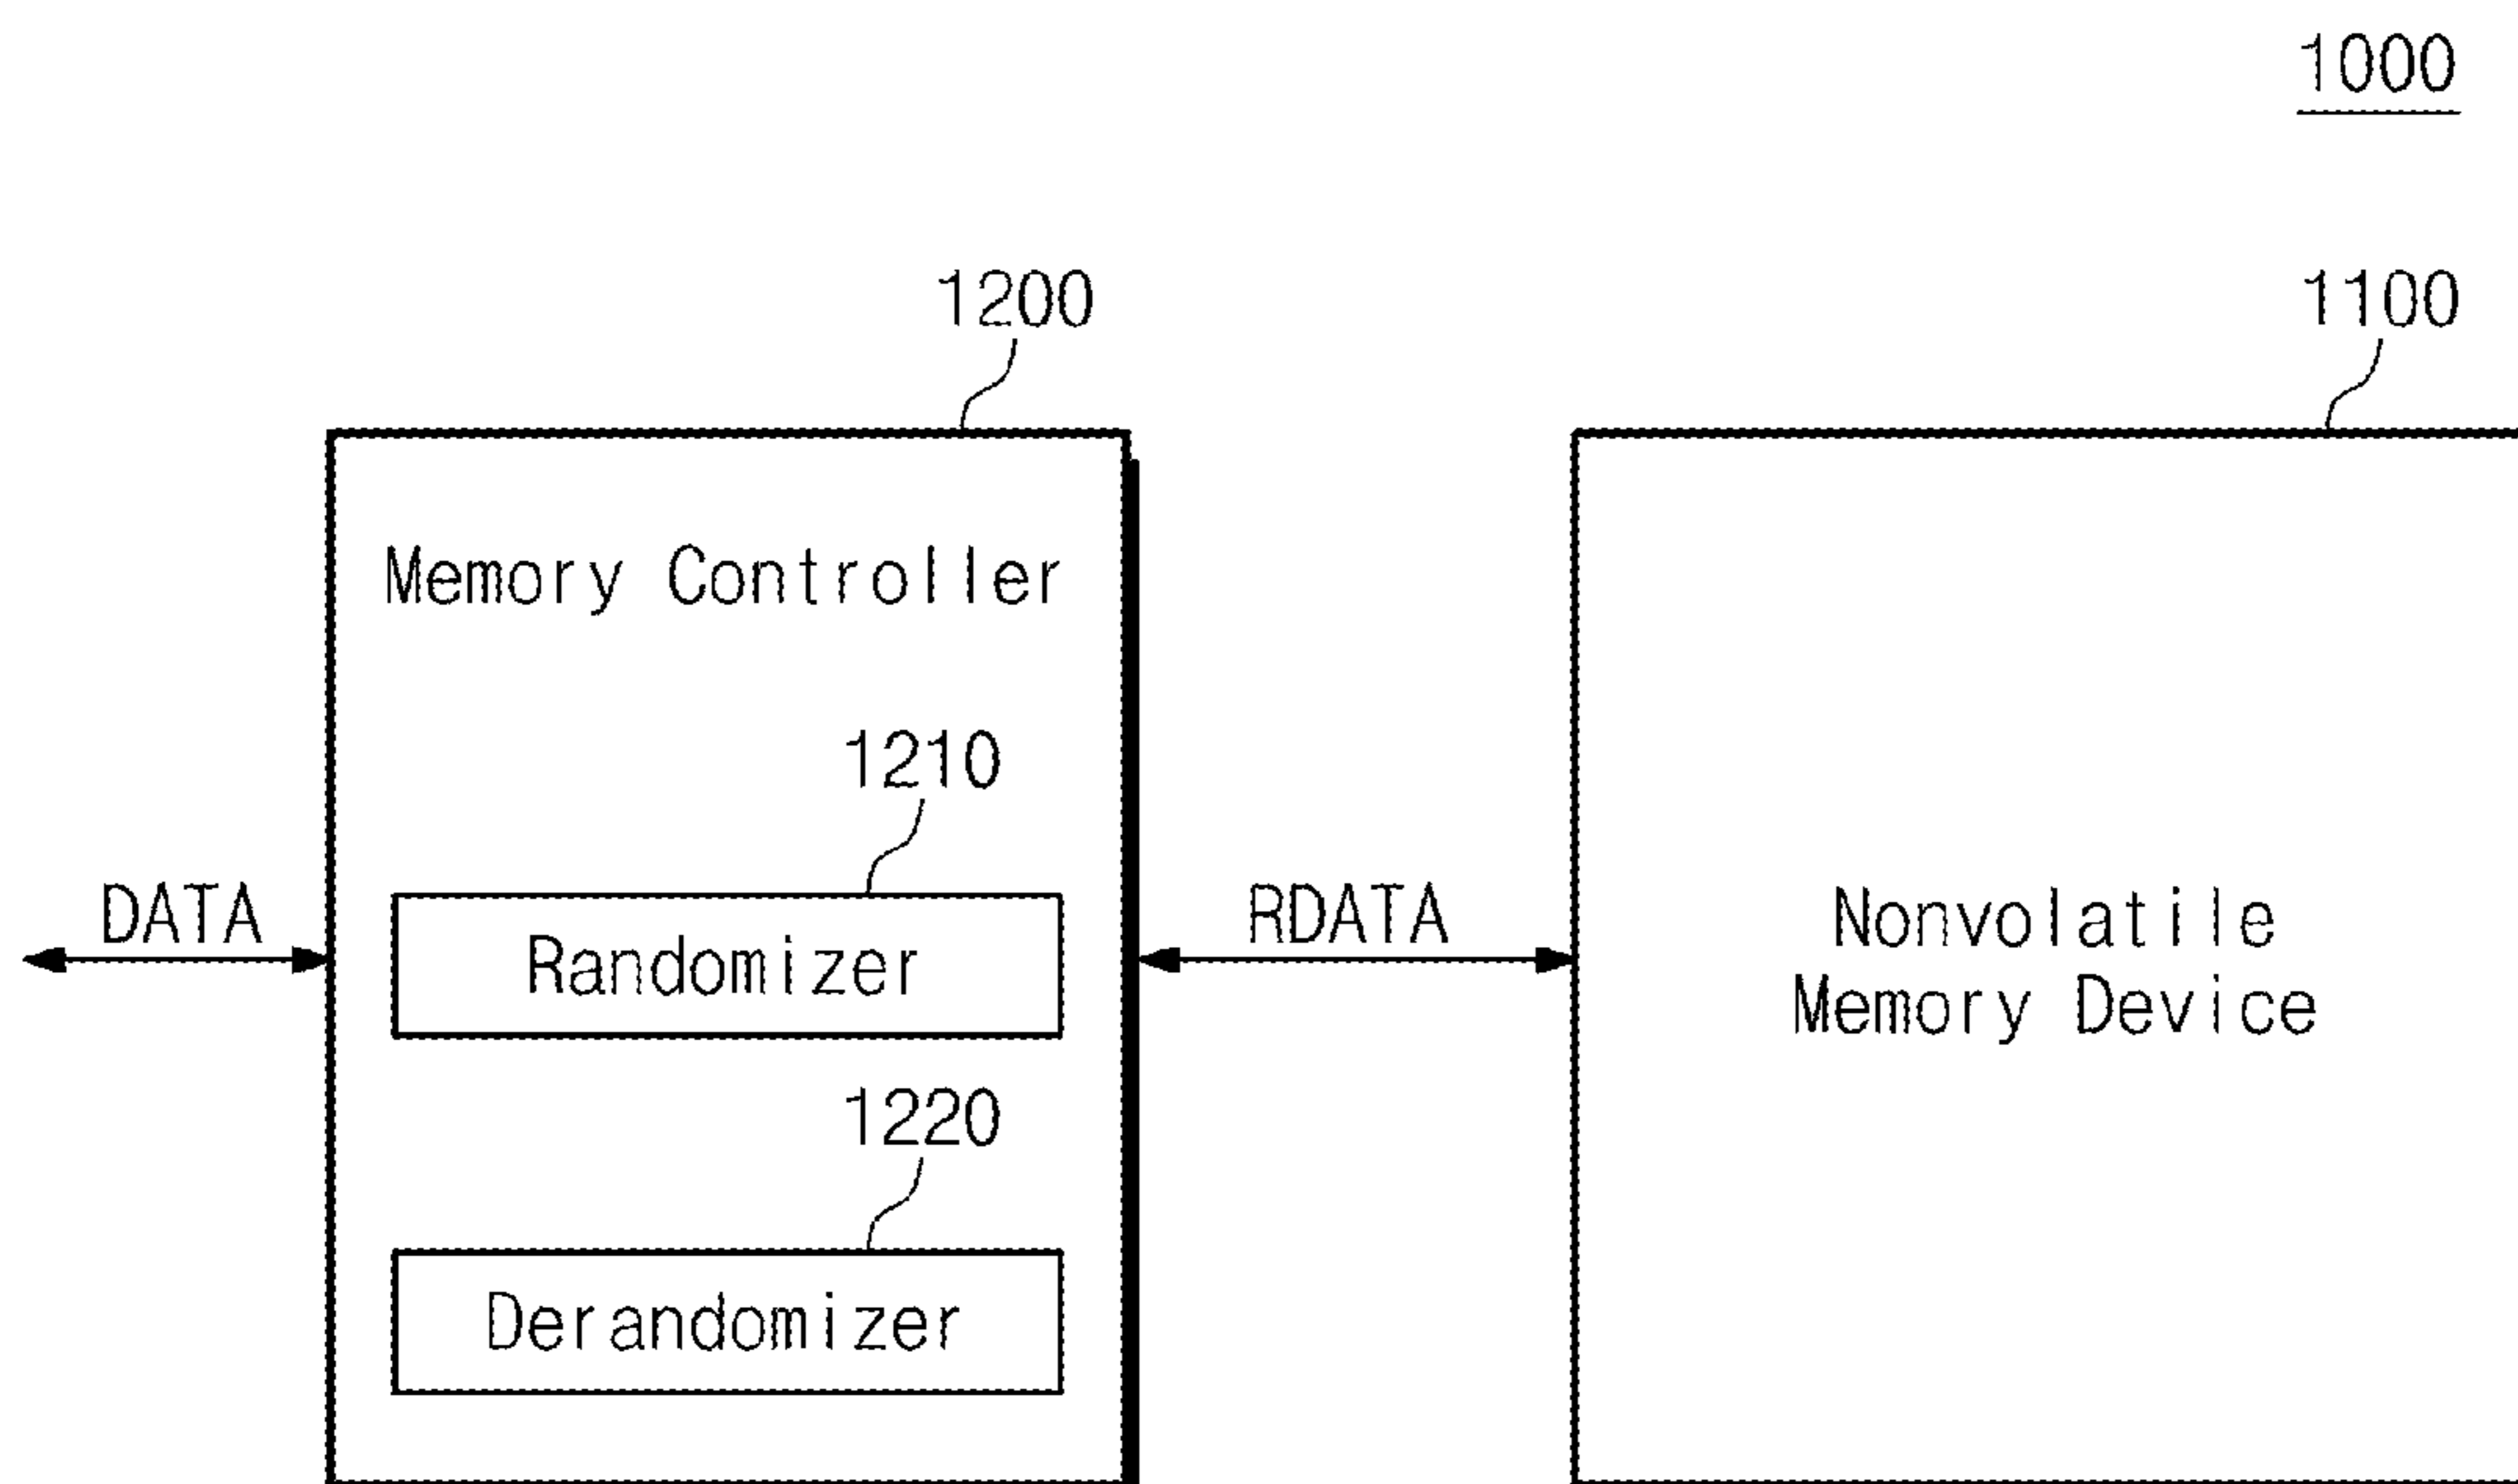 1000
1200
1100
Memory Controller
1210
DATA
Randomizer
RDATA
Nonvolatile
Memory Device
1220
Derandomizer